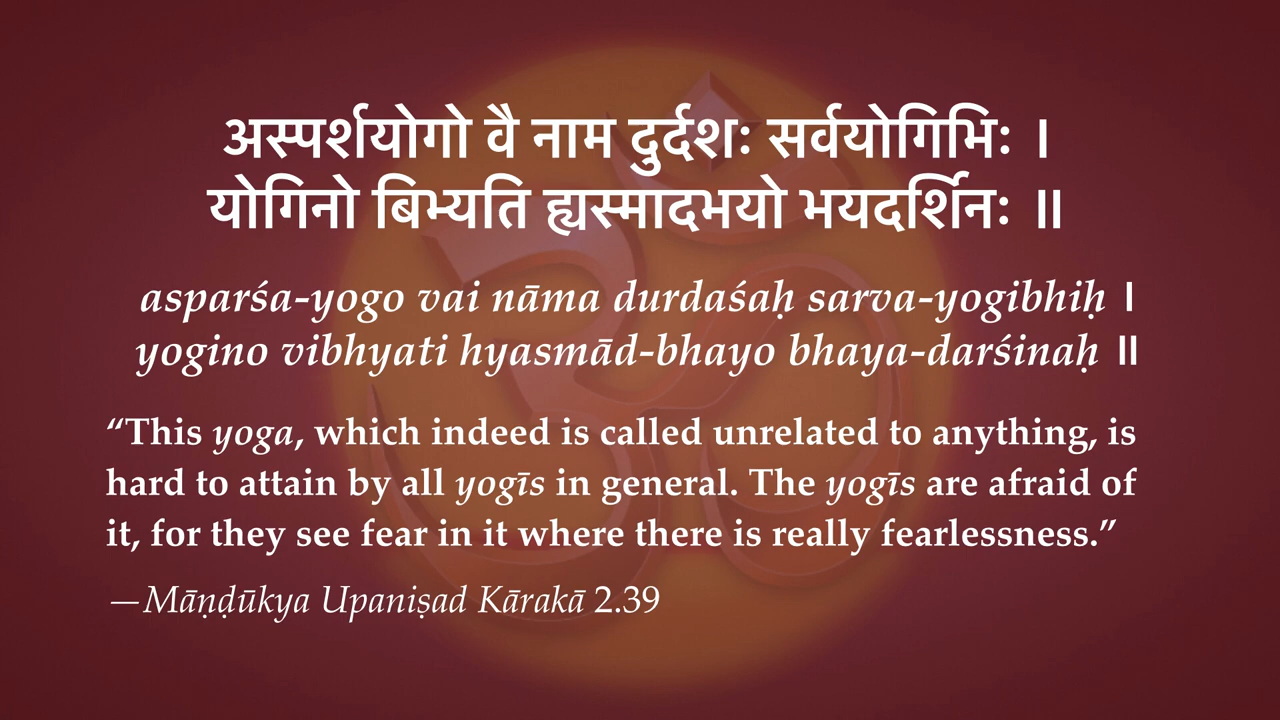 अस्पर्शयोगो वै नाम दुर्दशः सर्वयोगिभिः ।
योगिनो बिभ्यति ह्यस्मादभयो भयदर्शिनः ॥
asparśa-yogo vai nāma durdaśaḥ sarva-yogibhiḥ ।
yogino vibhyati hyasmād-bhayo bhaya-darśinaḥ ॥
“This yoga, which indeed is called unrelated to anything, is
hard to attain by all yogīs in general. The yogīs are afraid of
it, for they see fear in it where there is really fearlessness.”
—Māṇḍūkya Upaniṣad Kārakā 2.39